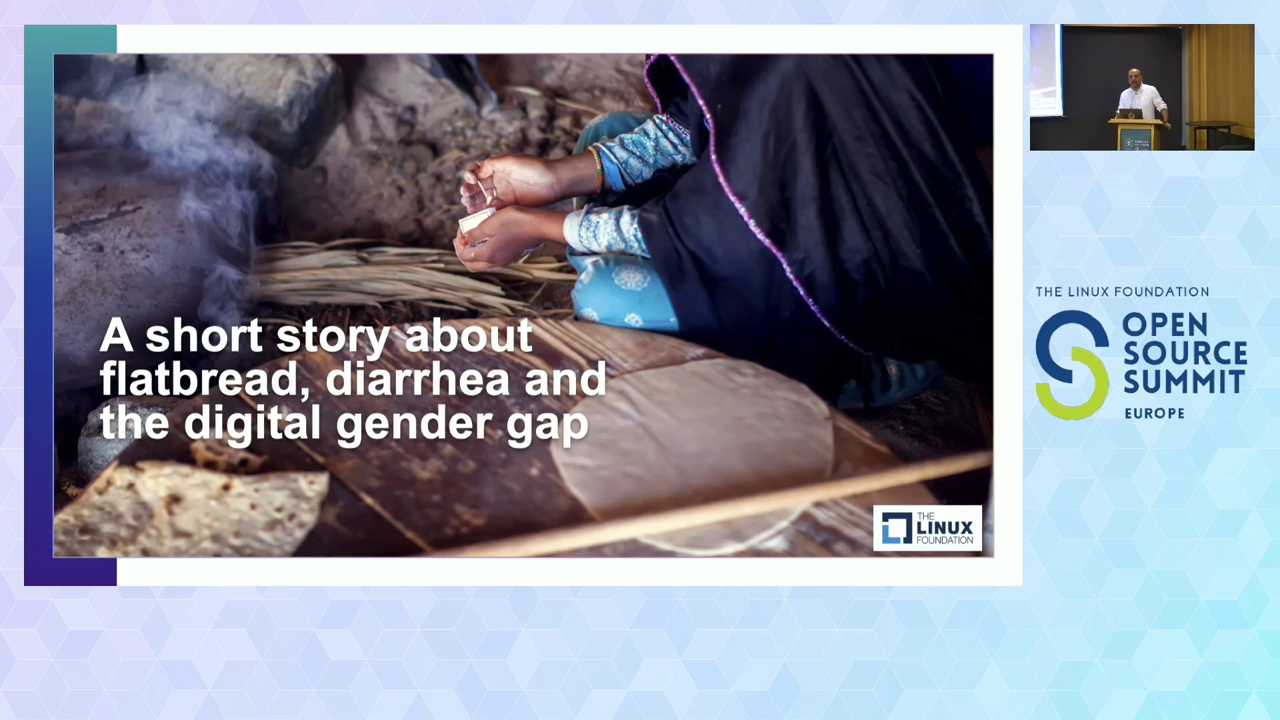 A short story about
flatbread, diarrhea and
the digital gender gap
THE
LINUX
FOUNDATION
THE LINUX FOUNDATION
OPEN
SOURCE
SUMMIT
EUROPE